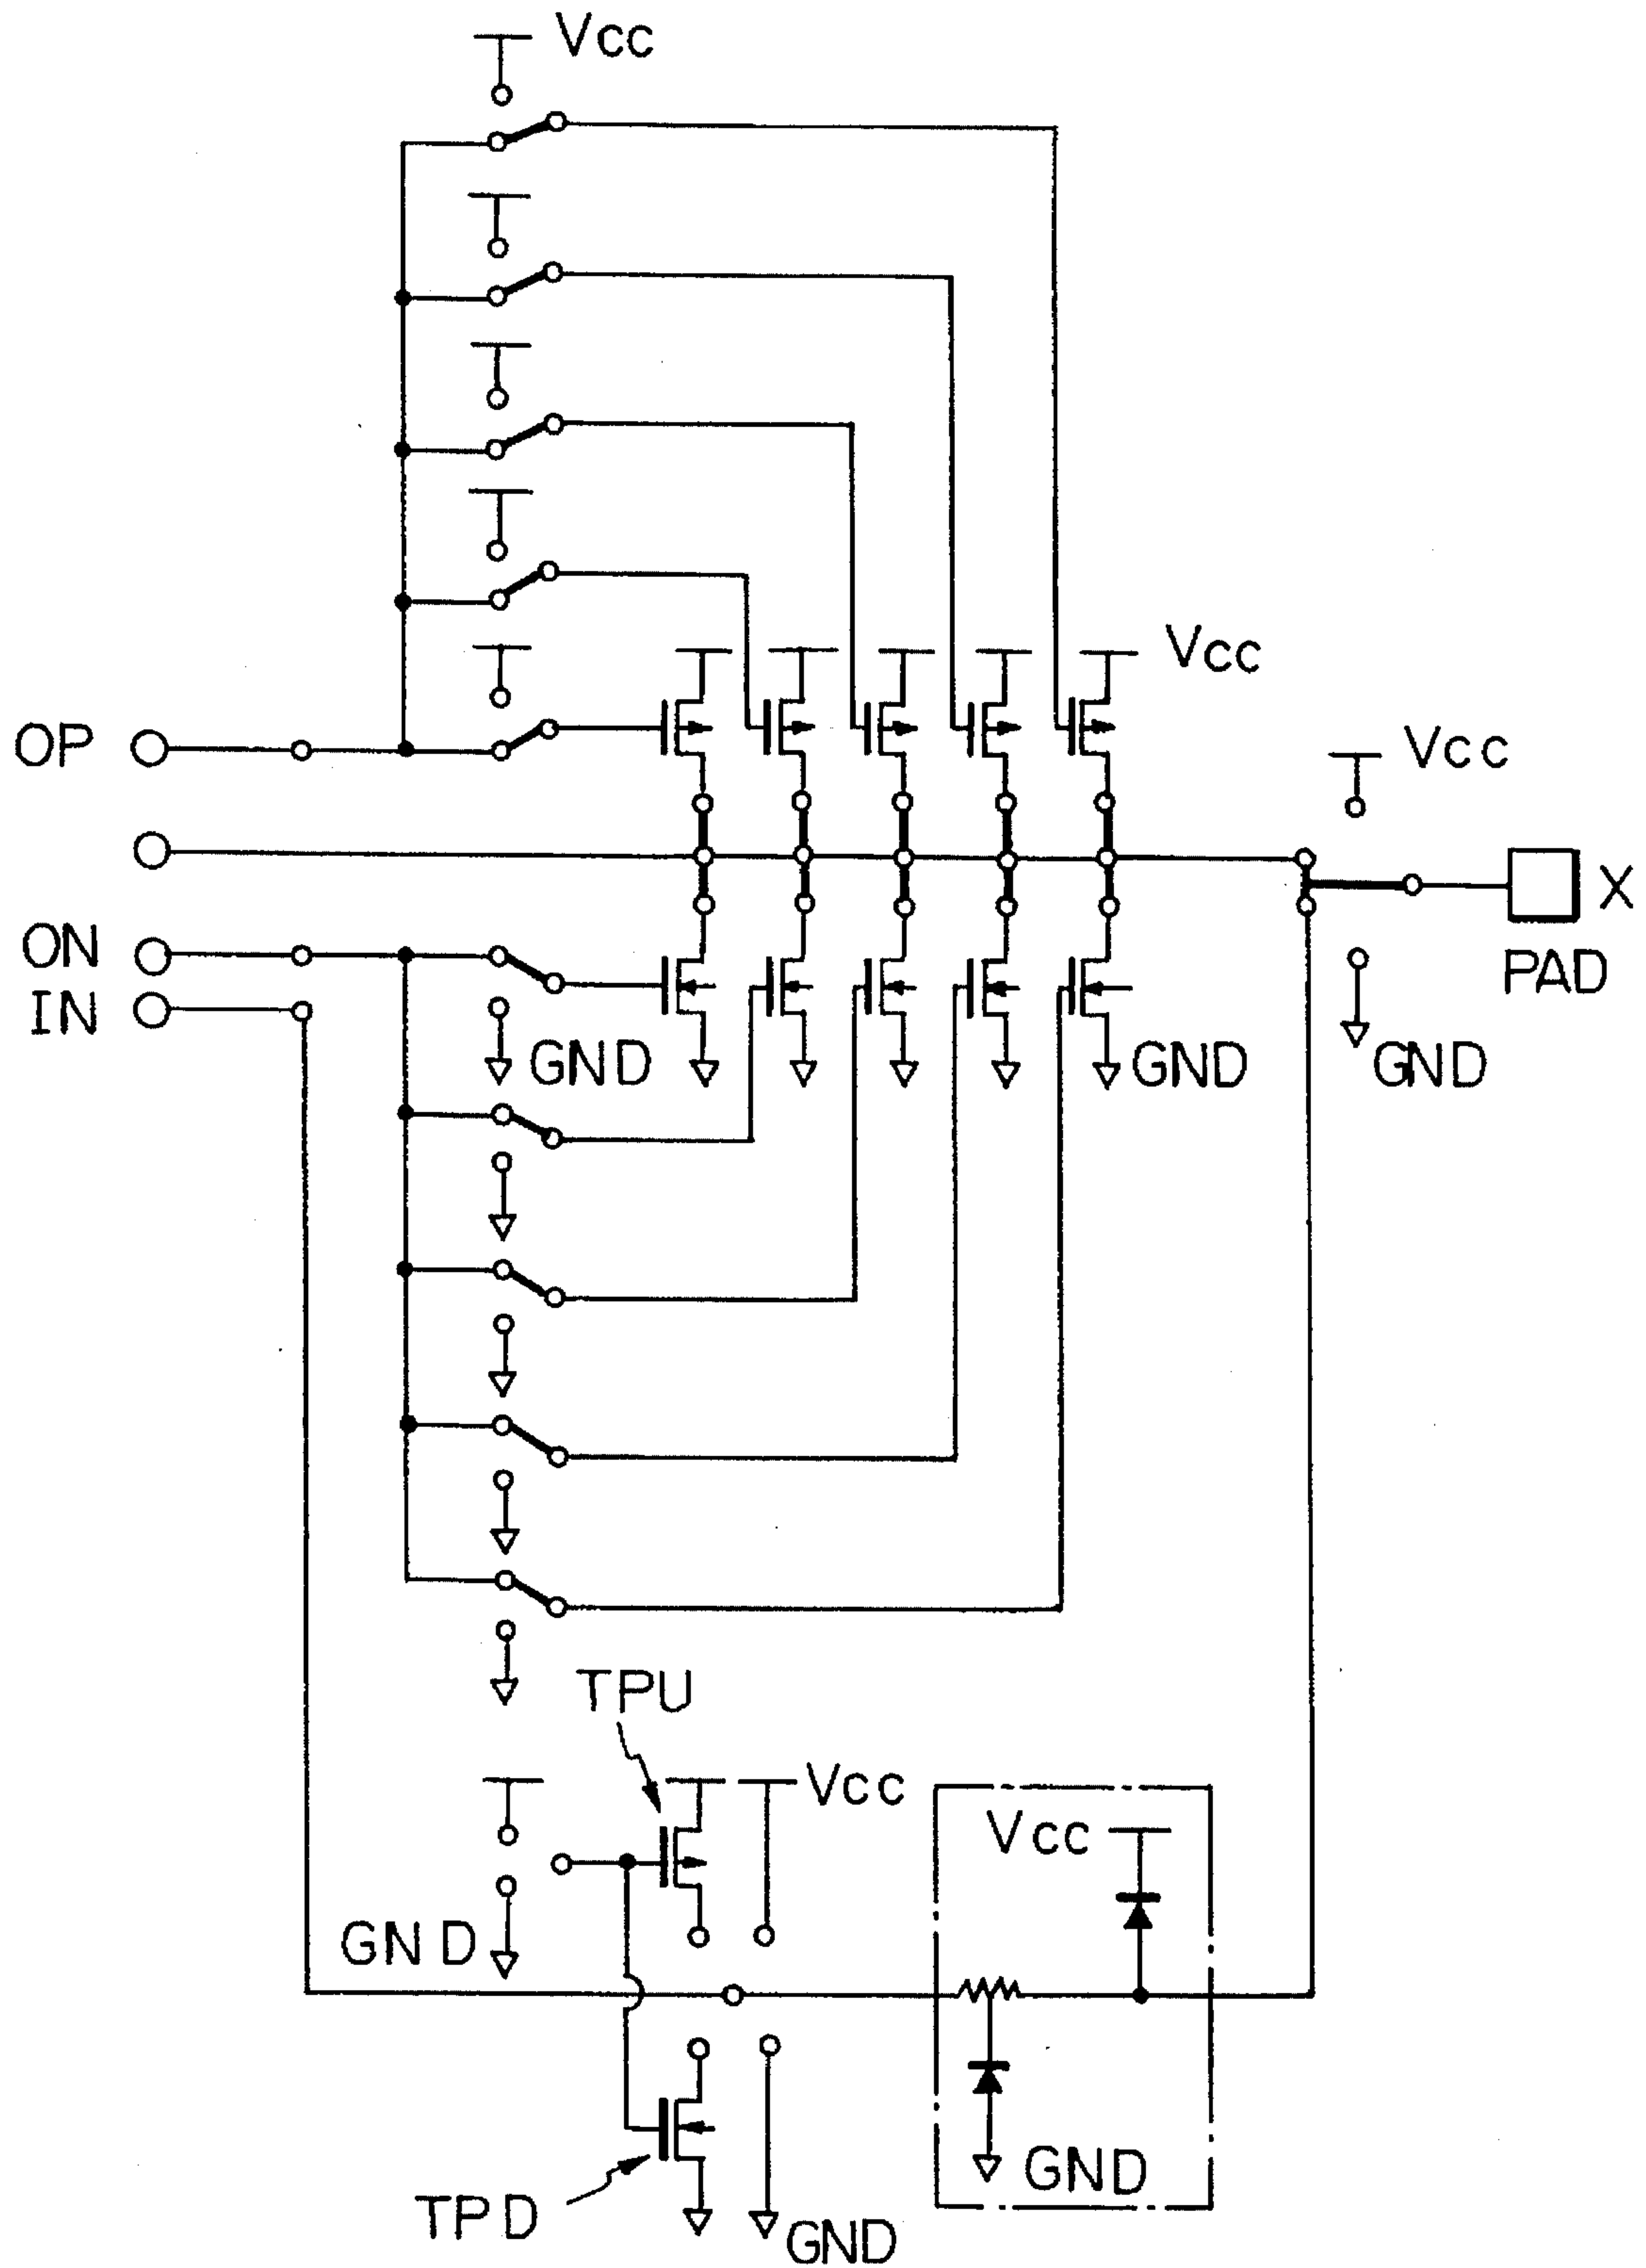 Vcc
Vcc
OP
Vcc
X
ON
PAD
IN
GND
GND
GND
TPU
Vcc
Vcc
GND
GND
TPD
GND